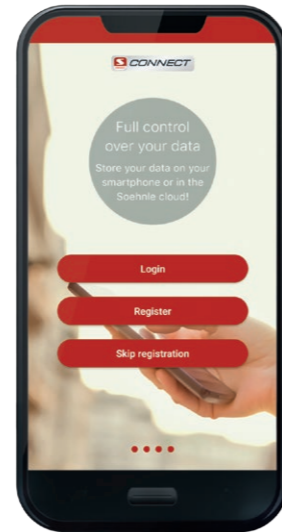 S CONNECT
Full control
over your data
Store your data on your
smartphone or in the
Soehnle cloud!
Login
Register
Skip registration